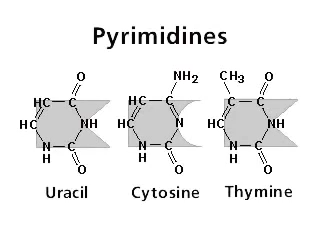 Pyrimidines
O NH2 CH3 O
HC C HC C C C
HC NH HC N HC NH
N C N C N C
H O H O H O
Uracil Cytosine Thymine